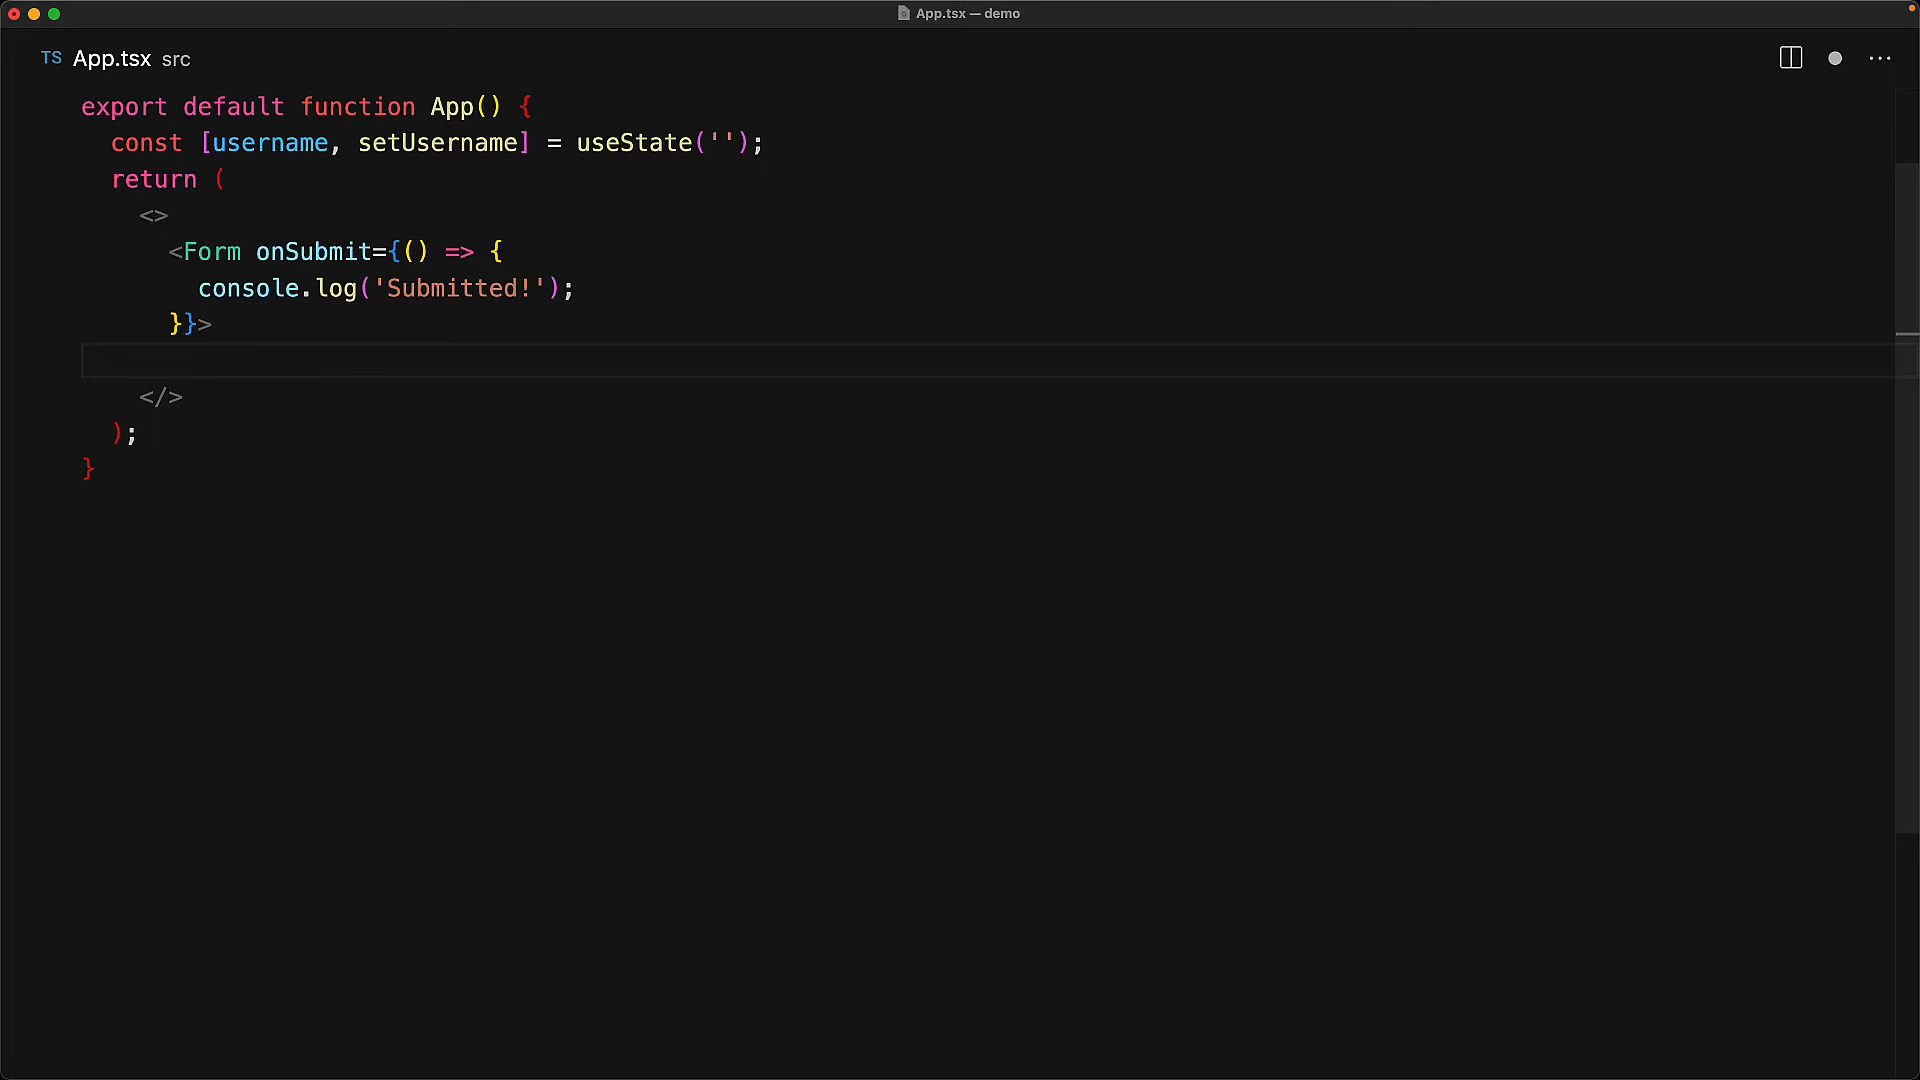 App.tsx — demo
TS App.tsx src
export default function App() {
  const [username, setUsername] = useState('');
  return (
    <>
      <Form onSubmit={() => {
        console.log('Submitted!');
      }}>
    </>
  );
}